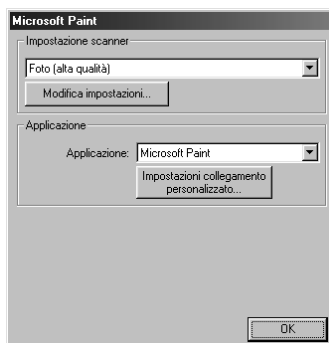 Microsoft Paint
Impostazione scanner
Foto (alta qualità)
Modifica impostazioni...
Applicazione
Applicazione: Microsoft Paint
Impostazioni collegamento
personalizzato...
OK